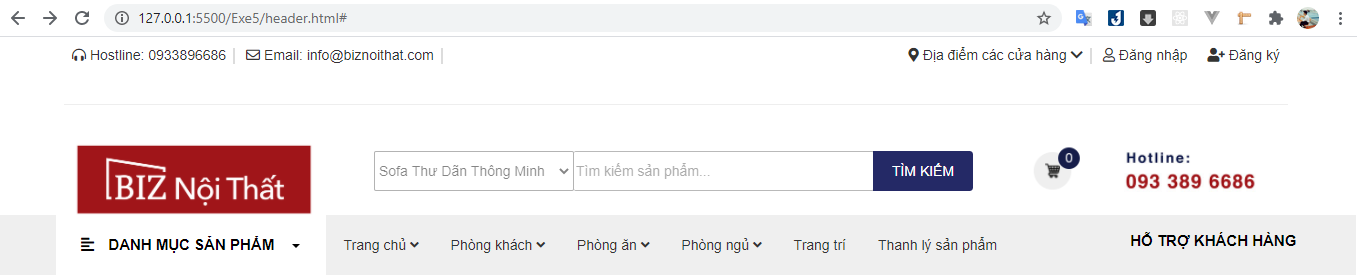 127.0.0.1:5500/Exe5/header.html#
Hotline: 0933896686 Email: info@biznoithat.com Địa điểm các cửa hàng Đăng nhập Đăng ký
BIZ Nội Thất Sofa Thư Dãn Thông Minh Tìm kiếm sản phẩm... TÌM KIẾM 0 Hotline:
093 389 6686
DANH MỤC SẢN PHẨM Trang chủ Phòng khách Phòng ăn Phòng ngủ Trang trí Thanh lý sản phẩm HỖ TRỢ KHÁCH HÀNG